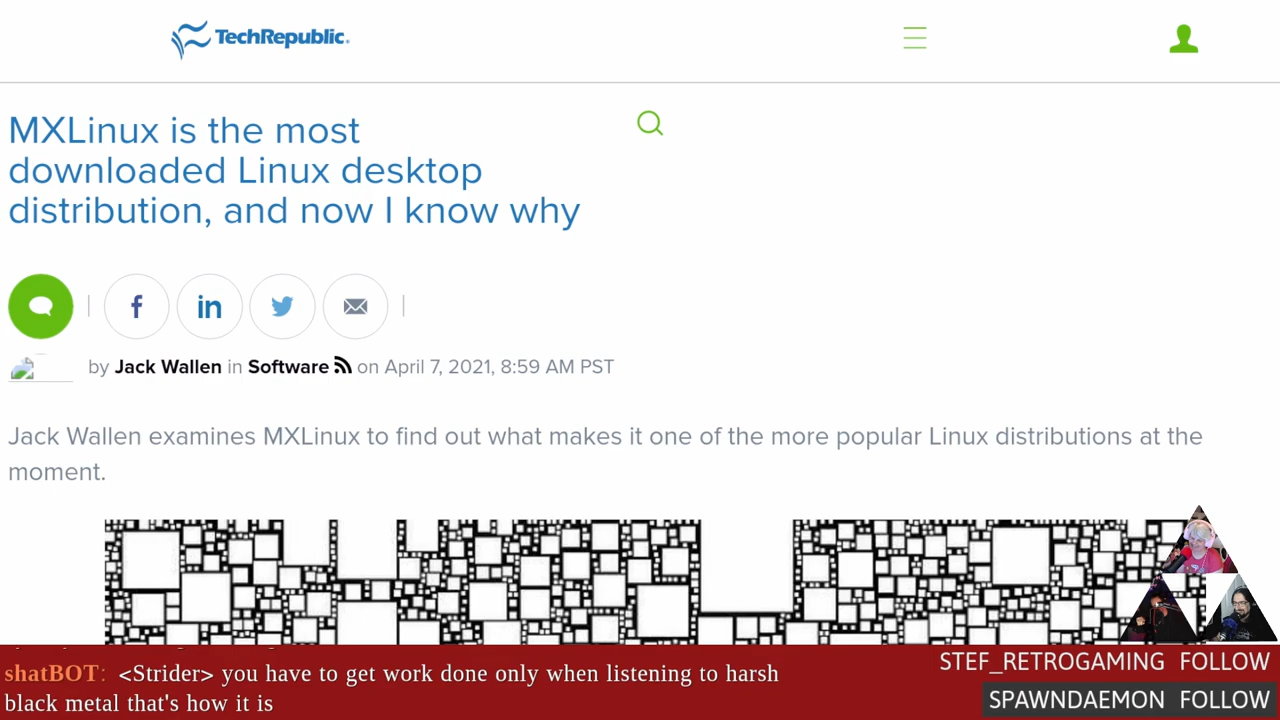 TechRepublic.
MXLinux is the most
downloaded Linux desktop
distribution, and now I know why
f
in
by Jack Wallen in Software on April 7, 2021, 8:59 AM PST
Jack Wallen examines MXLinux to find out what makes it one of the more popular Linux distributions at the
moment.
shatBOT: <Strider> you have to get work done only when listening to harsh
black metal that's how it is
STEF_RETROGAMING FOLLOW
SPAWNDAEMON FOLLOW